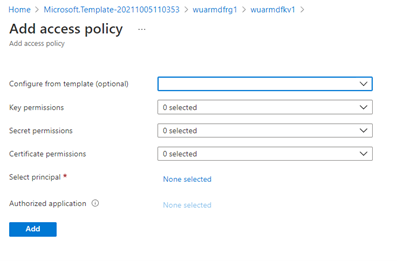 Home > Microsoft.Template-20211005110353 > wuarmdfrg1 > wuarmdfkv1 >
Add access policy ...
Add access policy
Configure from template (optional)
Key permissions 0 selected
Secret permissions 0 selected
Certificate permissions 0 selected
Select principal * None selected
Authorized application None selected
Add